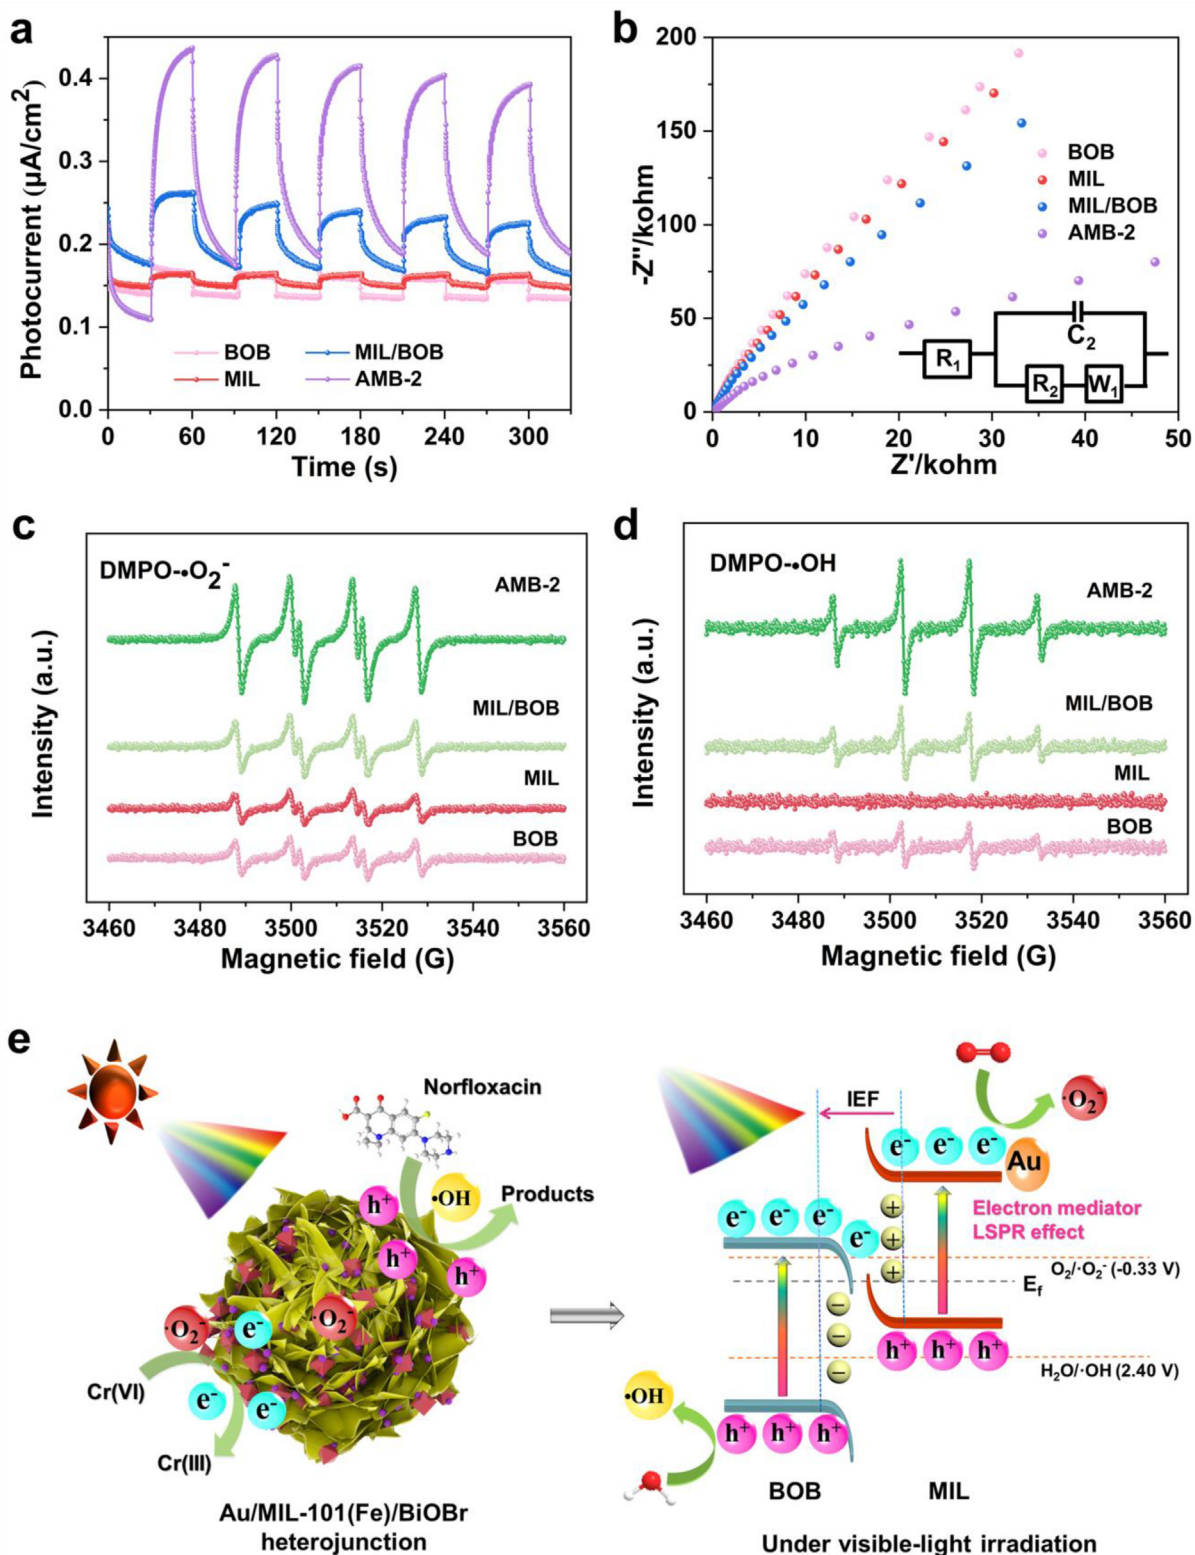 a
Photocurrent (μA/cm²)
0.4
0.3
0.2
0.1
0.0
BOB
MIL
MIL/BOB
AMB-2
0 60 120 180 240 300
Time (s)
b
-Z''/kohm
200
150
100
50
0
BOB
MIL
MIL/BOB
AMB-2
R₁
C₂
R₂
W₁
0 10 20 30 40 50
Z'/kohm
c
DMPO-•O₂⁻
AMB-2
MIL/BOB
MIL
BOB
Intensity (a.u.)
3460 3480 3500 3520 3540 3560
Magnetic field (G)
d
DMPO-•OH
AMB-2
MIL/BOB
MIL
BOB
Intensity (a.u.)
3460 3480 3500 3520 3540 3560
Magnetic field (G)
e
Norfloxacin
•OH
Products
h⁺
h⁺
h⁺
·O₂⁻
e⁻
·O₂⁻
Cr(VI)
e⁻
e⁻
Cr(III)
Au/MIL-101(Fe)/BiOBr
heterojunction
IEF
·O₂⁻
e⁻ e⁻ e⁻
Au
e⁻ e⁻ e⁻ e⁻
+
+
+
Electron mediator
LSPR effect
O₂/·O₂⁻ (-0.33 V)
E_f
−
−
−
h⁺ h⁺ h⁺
H₂O/·OH (2.40 V)
•OH
h⁺ h⁺ h⁺
BOB
MIL
Under visible-light irradiation